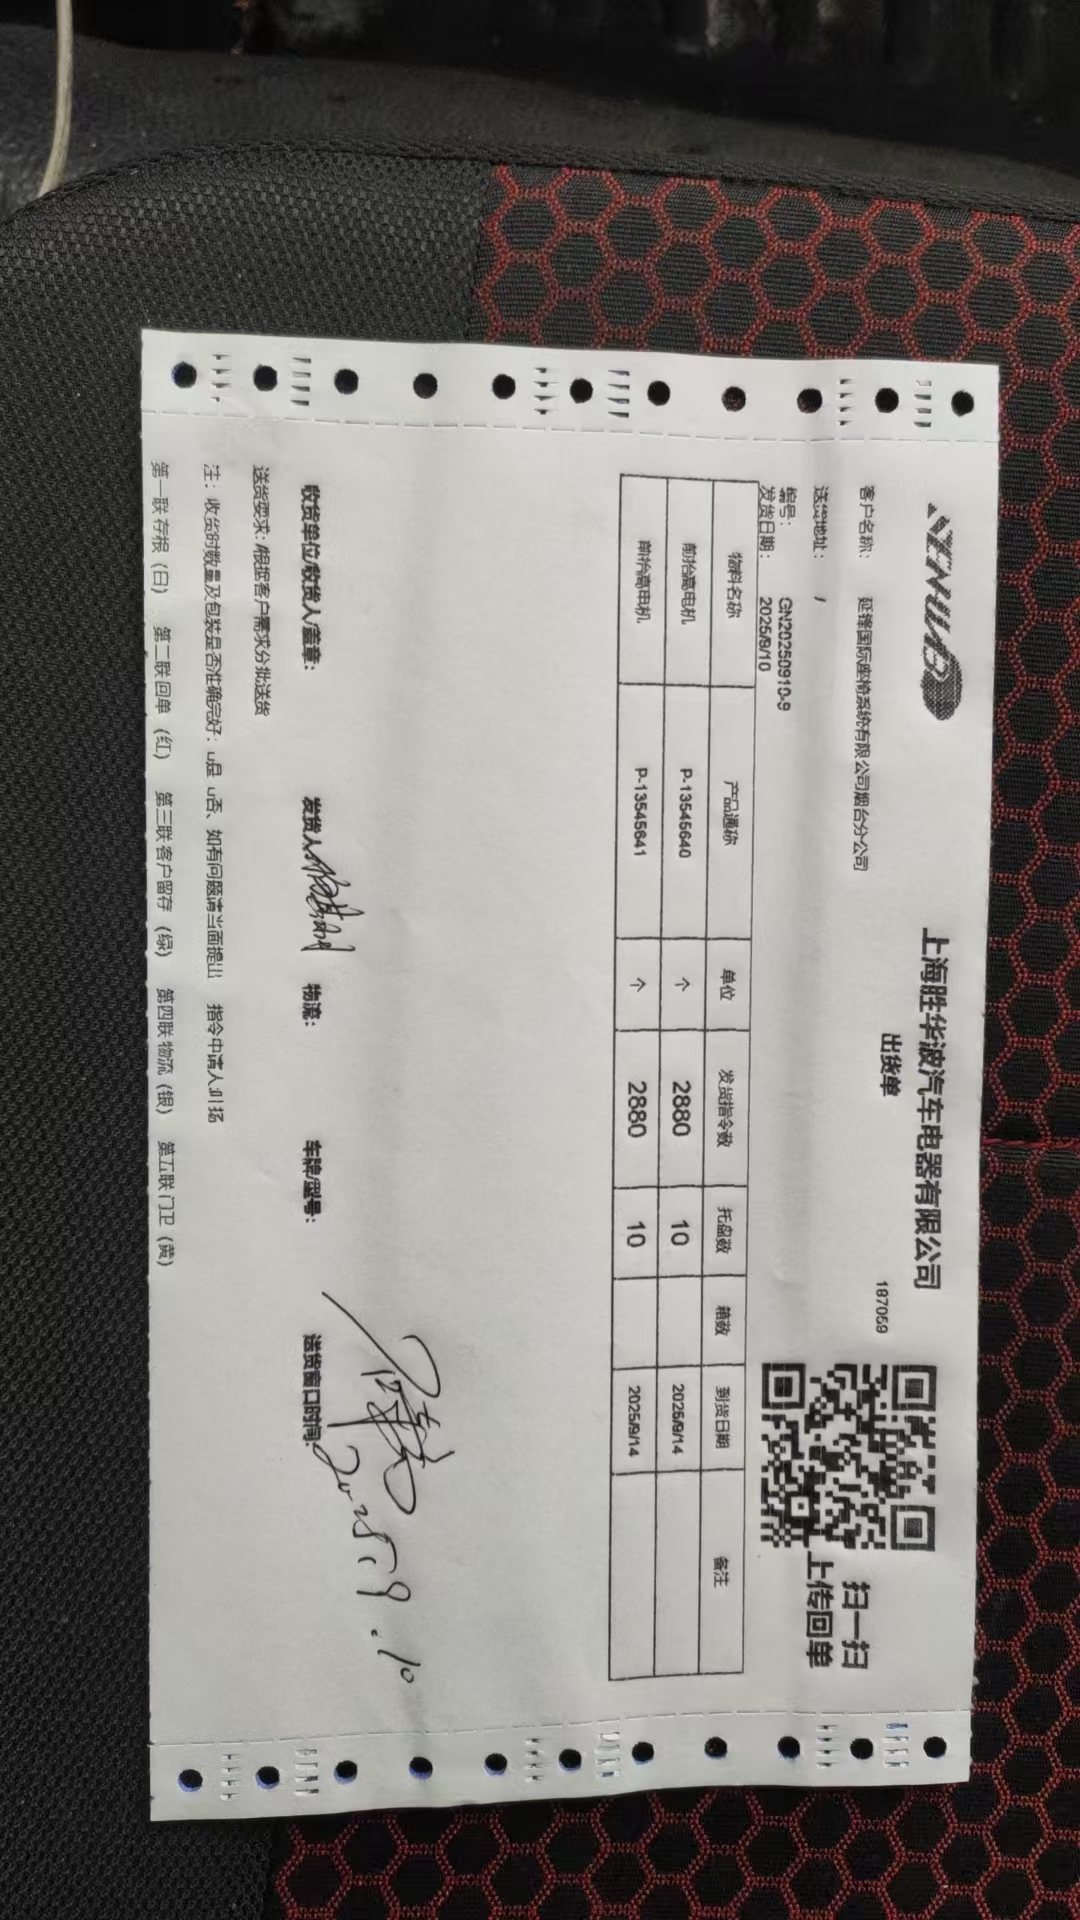 SENHWB
上海胜华波汽车电器有限公司
出货单
187059
扫一扫
上传回单
客户名称: 延锋国际座椅系统有限公司烟台分公司
送货地址: /
编号: GN20250910-9
发货日期: 2025/9/10
物料名称 产品通称 单位 发货指令数 托盘数 箱数 到货日期 备注
前抬高电机 P-13545640 个 2880 10 2025/9/14
前抬高电机 P-13545641 个 2880 10 2025/9/14
2025.9.10
收货单位/收货人/盖章: 发货人 物流: 车牌/型号: 送货窗口时间:
送货要求: 根据客户需求分批送货
注: 收货时数量及包装是否准确完好: □是 □否、如有问题请当面提出 指令申请人:叶扬
第一联 存根 (白) 第二联 回单 (红) 第三联 客户留存 (绿) 第四联 物流 (银) 第五联 门卫 (黄)